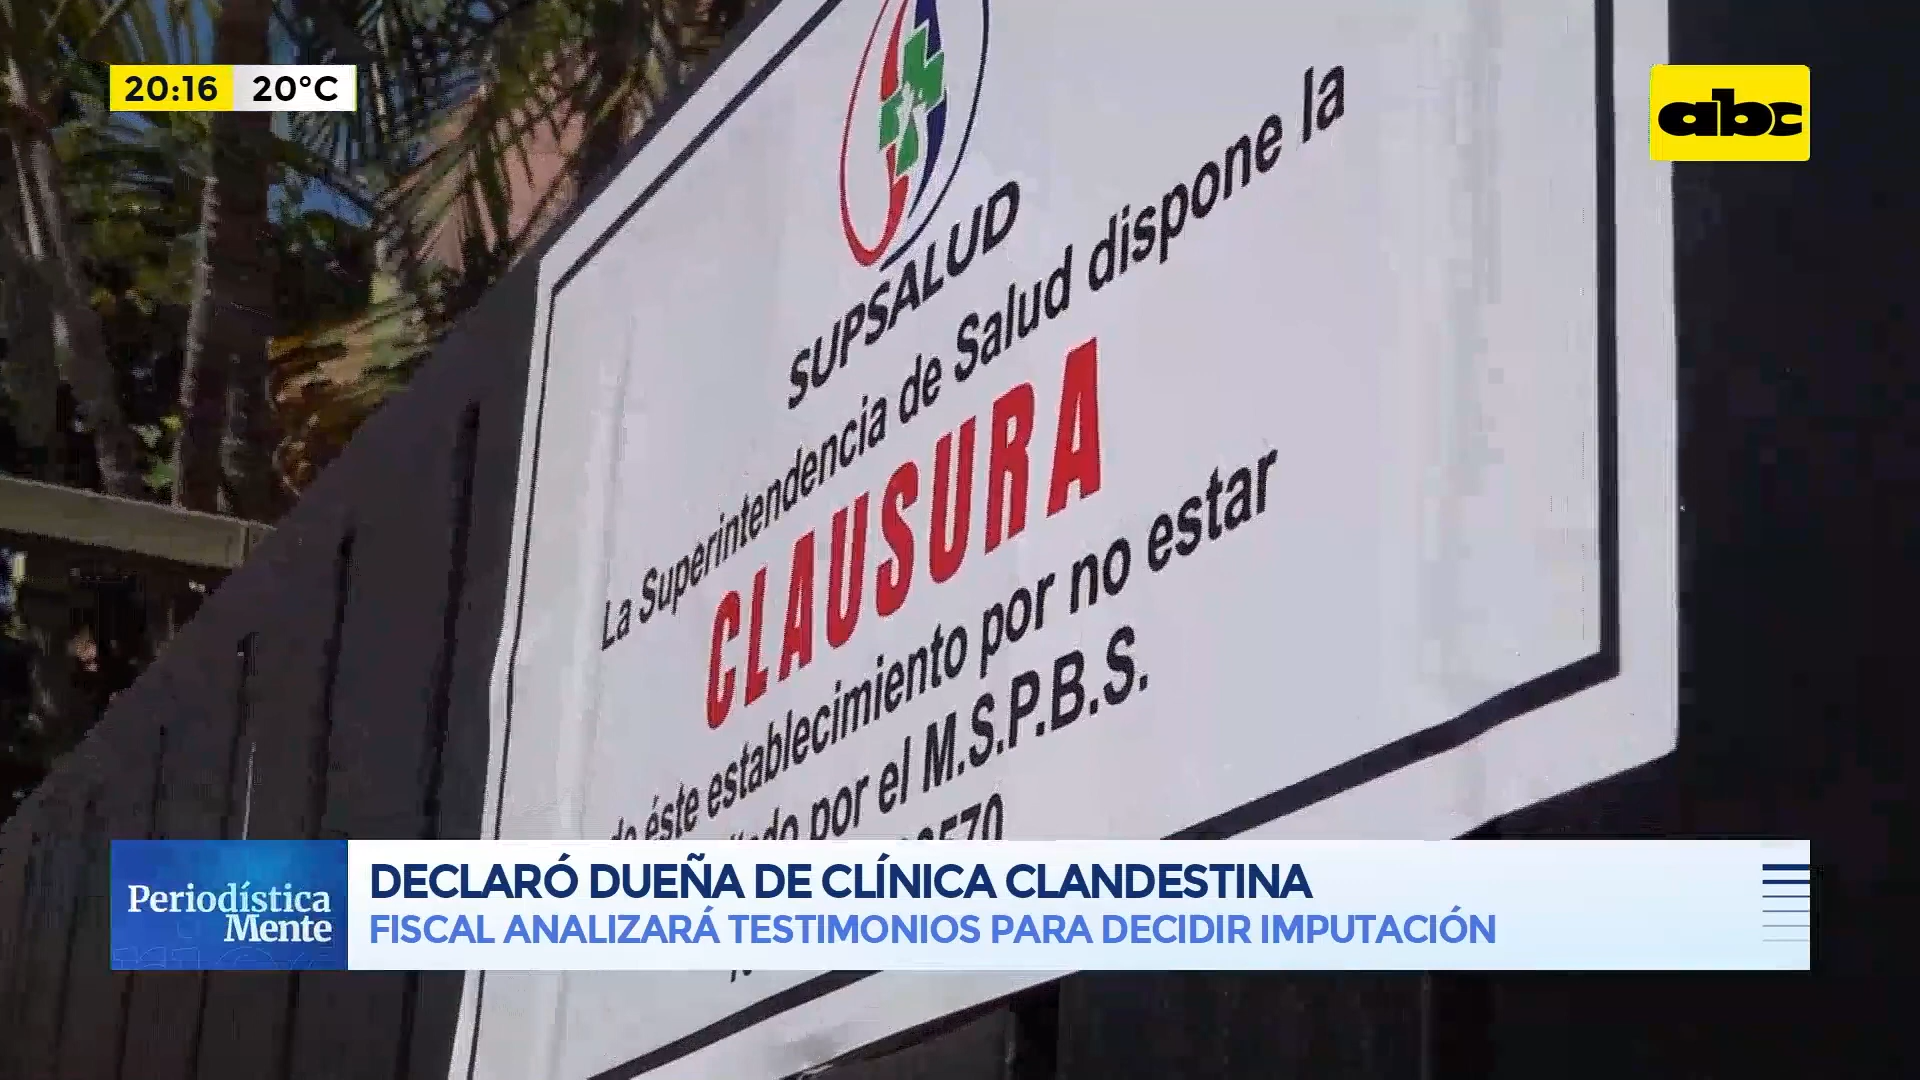 20:16 20°C
abc
SUPSALUD
La Superintendencia de Salud dispone la
CLAUSURA
éste establecimiento por no estar
por el M.S.P.B.S.
Periodística
Mente
DECLARÓ DUEÑA DE CLÍNICA CLANDESTINA
FISCAL ANALIZARÁ TESTIMONIOS PARA DECIDIR IMPUTACIÓN